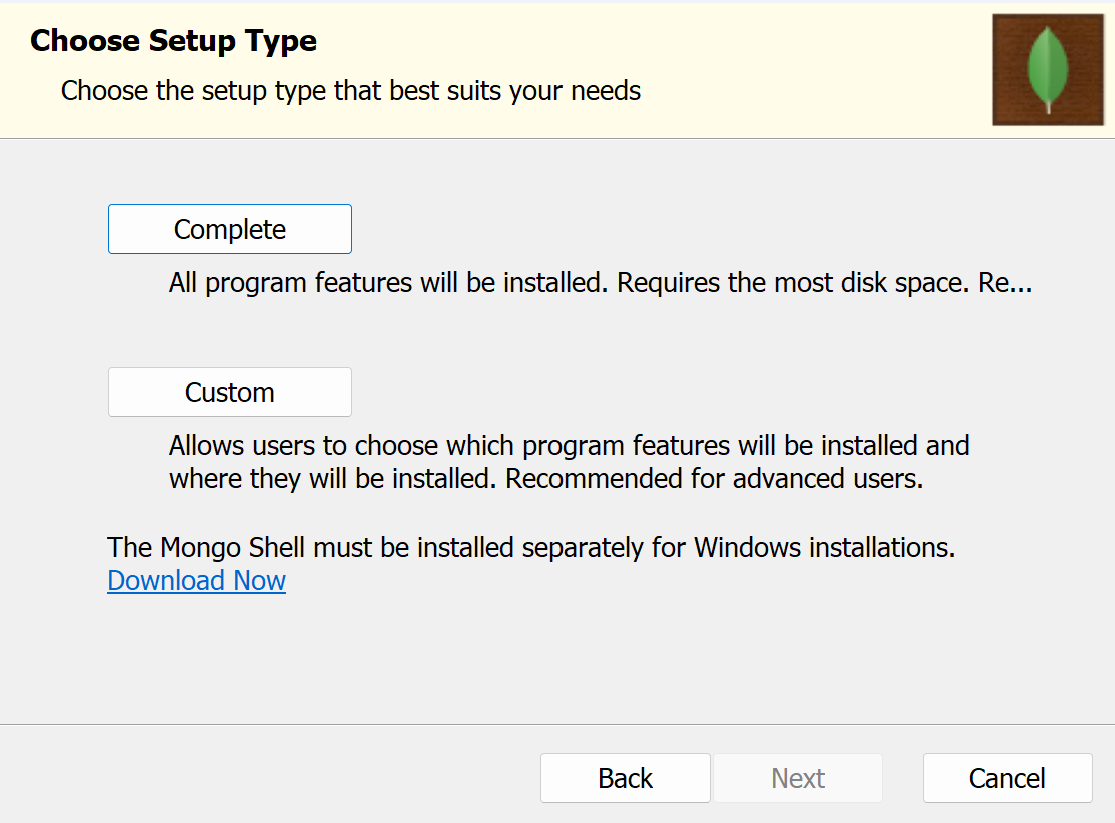 Choose Setup Type
Choose the setup type that best suits your needs
Complete
All program features will be installed. Requires the most disk space. Re...
Custom
Allows users to choose which program features will be installed and
where they will be installed. Recommended for advanced users.
The Mongo Shell must be installed separately for Windows installations.
Download Now
Back
Next
Cancel